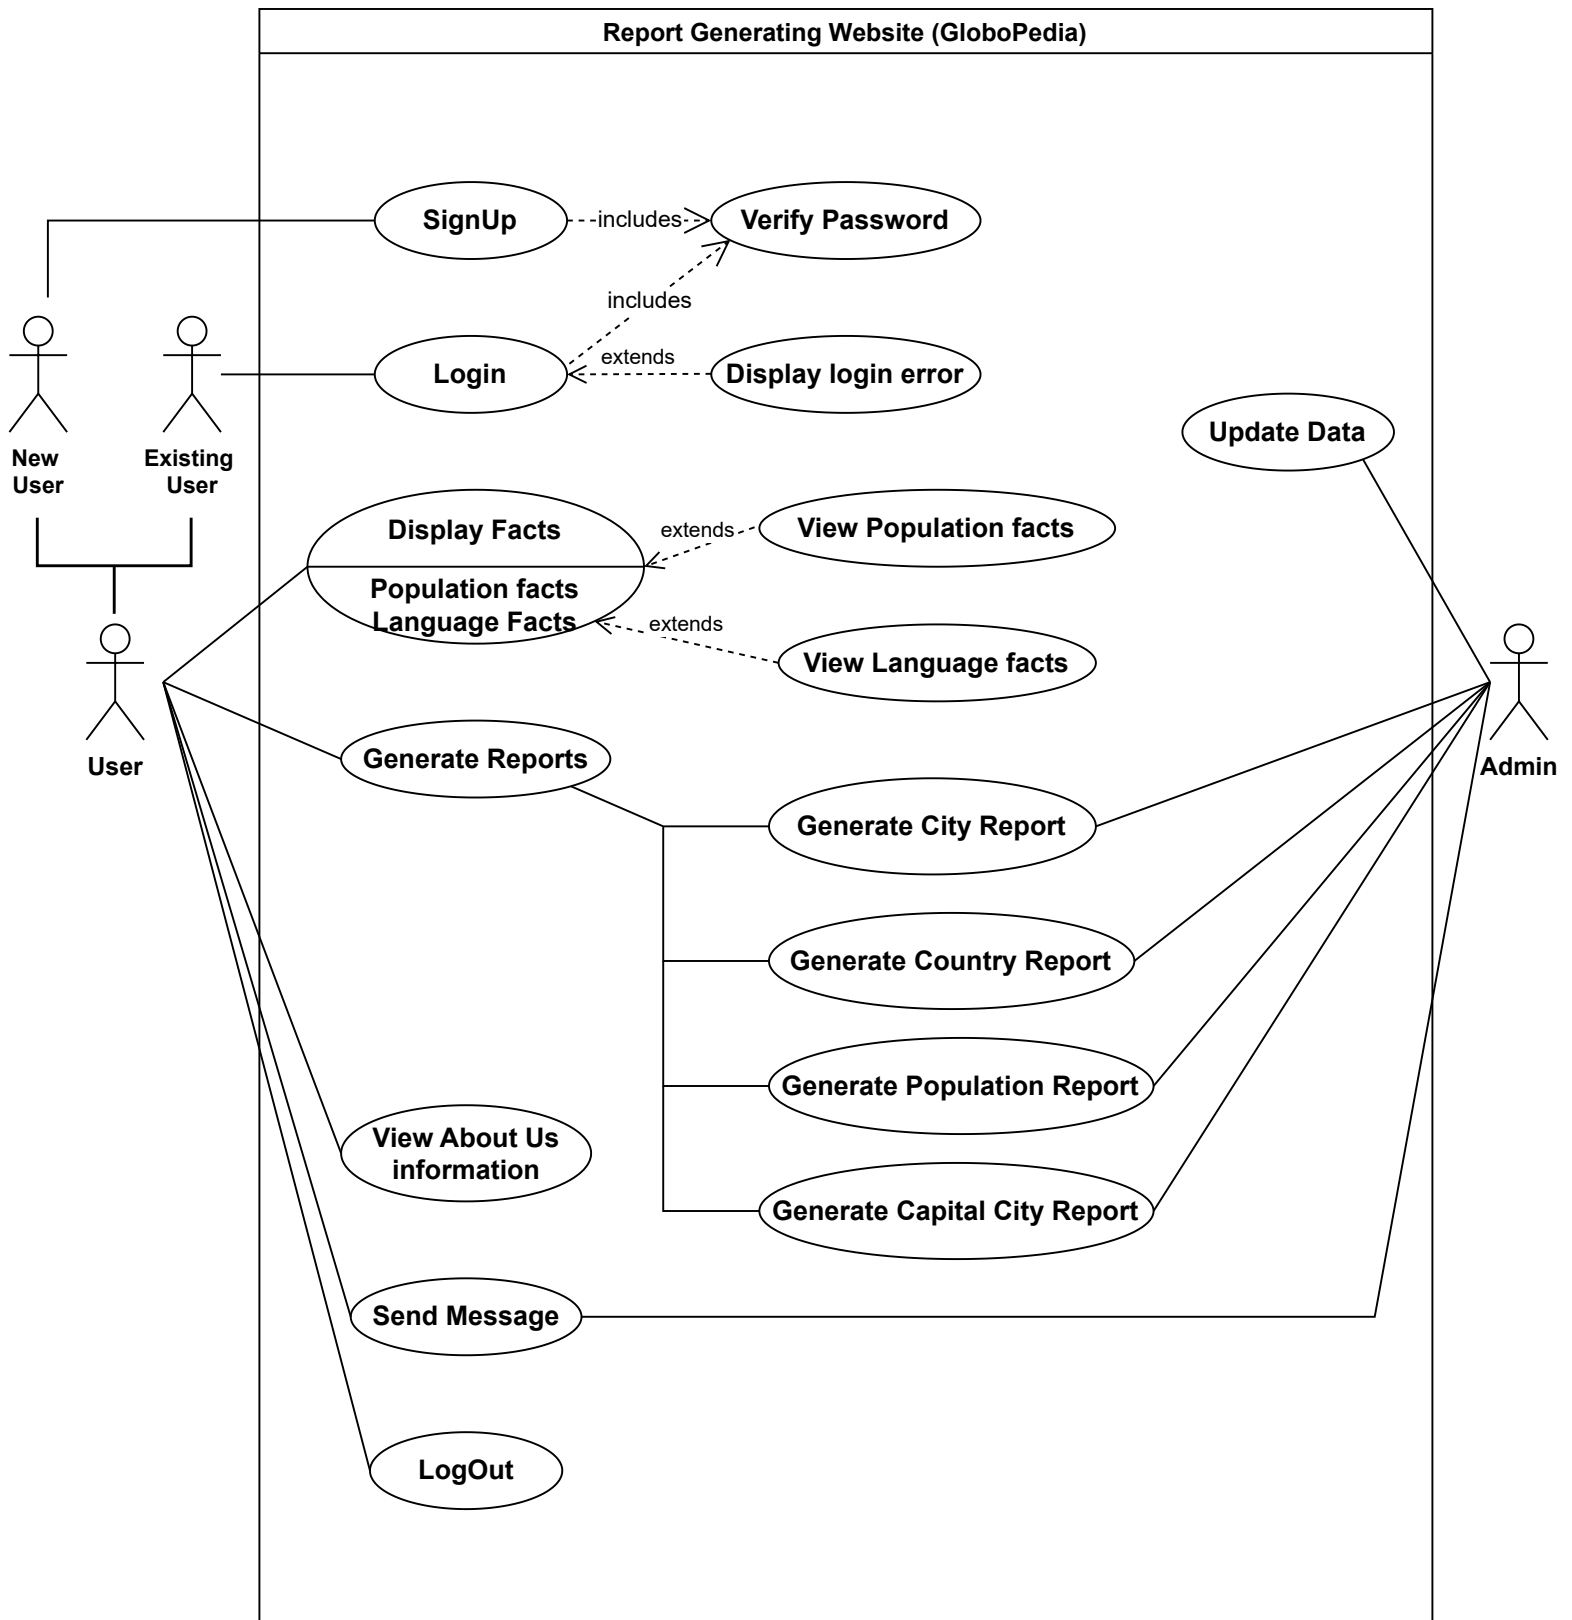 Report Generating Website (GloboPedia)
SignUp
includes
Verify Password
includes
Login
extends
Display login error
New
User
Existing
User
Update Data
Display Facts
Population facts
Language Facts
extends
View Population facts
extends
View Language facts
User
Admin
Generate Reports
Generate City Report
Generate Country Report
Generate Population Report
View About Us
information
Generate Capital City Report
Send Message
LogOut